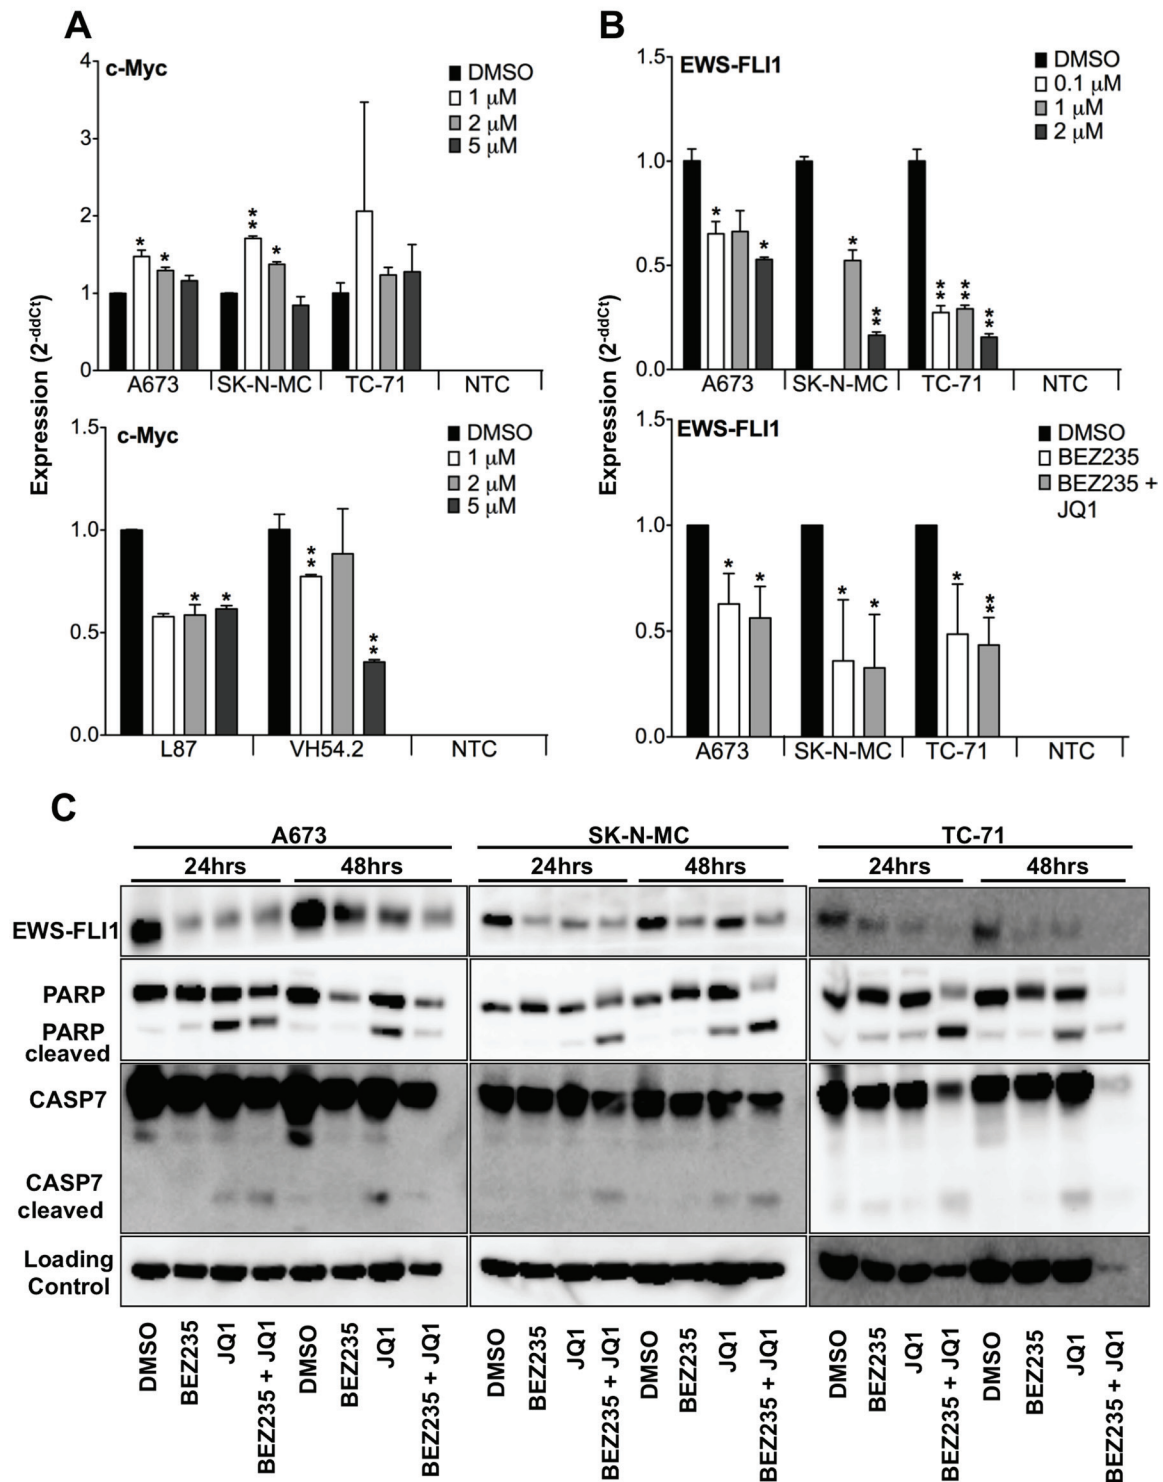 A
c-Myc
DMSO
1 μM
2 μM
5 μM
4
3
2
1
0
*
*
*
*
*
A673
SK-N-MC
TC-71
NTC
Expression (2-ddCt)
c-Myc
DMSO
1 μM
2 μM
5 μM
1.5
1.0
0.5
0.0
*
*
*
*
*
*
L87
VH54.2
NTC
B
EWS-FLI1
DMSO
0.1 μM
1 μM
2 μM
1.5
1.0
0.5
0.0
*
*
*
*
*
*
*
*
*
*
*
A673
SK-N-MC
TC-71
NTC
Expression (2-ddCt)
EWS-FLI1
DMSO
BEZ235
BEZ235 +
JQ1
1.5
1.0
0.5
0.0
*
*
*
*
*
*
*
A673
SK-N-MC
TC-71
NTC
C
A673
SK-N-MC
TC-71
24hrs
48hrs
24hrs
48hrs
24hrs
48hrs
EWS-FLI1
PARP
PARP
cleaved
CASP7
CASP7
cleaved
Loading
Control
DMSO
BEZ235
JQ1
BEZ235 + JQ1
DMSO
BEZ235
JQ1
BEZ235 + JQ1
DMSO
BEZ235
JQ1
BEZ235 + JQ1
DMSO
BEZ235
JQ1
BEZ235 + JQ1
DMSO
BEZ235
JQ1
BEZ235 + JQ1
DMSO
BEZ235
JQ1
BEZ235 + JQ1